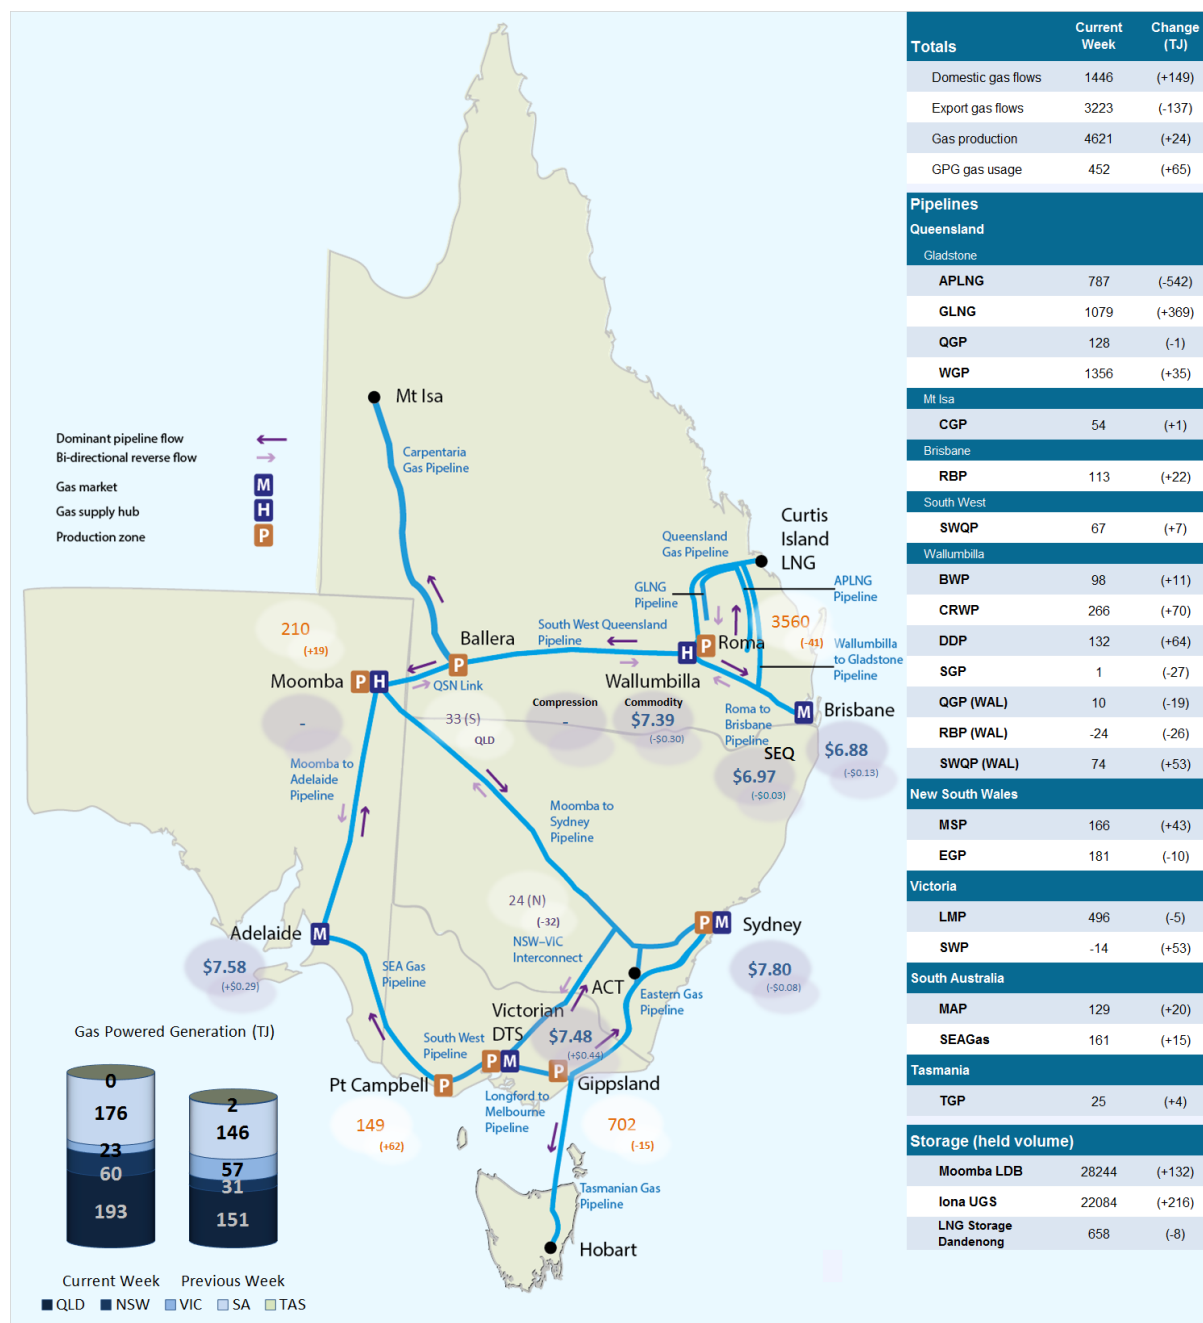 Mt Isa
Dominant pipeline flow
Bi-directional reverse flow
Gas market M
Gas supply hub H
Production zone P
Carpentaria
Gas Pipeline
Curtis
Island
LNG
Queensland
Gas Pipeline
GLNG
Pipeline
APLNG
Pipeline
3560
(-41)
210
(+19)
South West Queensland
Pipeline
Ballera
P
H P Roma
Wallumbilla
to Gladstone
Pipeline
Moomba P H
QSN Link
Wallumbilla
-
33 (S)
QLD
Compression
-
Commodity
$7.39
(-$0.30)
Roma to
Brisbane
Pipeline
M Brisbane
SEQ
$6.97
(-$0.03)
$6.88
(-$0.13)
Moomba to
Adelaide
Pipeline
Moomba to
Sydney
Pipeline
24 (N)
(-32)
NSW-VIC
Interconnect
P M Sydney
$7.80
(-$0.08)
Adelaide M
$7.58
(+$0.29)
SEA Gas
Pipeline
ACT
Eastern Gas
Pipeline
Victorian
DTS
P M
$7.48
(+$0.44)
South West
Pipeline
Pt Campbell P
149
(+62)
P
Gippsland
702
(-15)
Longford to
Melbourne
Pipeline
Tasmanian Gas
Pipeline
Hobart
Gas Powered Generation (TJ)
0
176
23
60
193
2
146
57
31
151
Current Week Previous Week
QLD NSW VIC SA TAS
Totals Current Week Change (TJ)
Domestic gas flows 1446 (+149)
Export gas flows 3223 (-137)
Gas production 4621 (+24)
GPG gas usage 452 (+65)
Pipelines
Queensland
Gladstone
APLNG 787 (-542)
GLNG 1079 (+369)
QGP 128 (-1)
WGP 1356 (+35)
Mt Isa
CGP 54 (+1)
Brisbane
RBP 113 (+22)
South West
SWQP 67 (+7)
Wallumbilla
BWP 98 (+11)
CRWP 266 (+70)
DDP 132 (+64)
SGP 1 (-27)
QGP (WAL) 10 (-19)
RBP (WAL) -24 (-26)
SWQP (WAL) 74 (+53)
New South Wales
MSP 166 (+43)
EGP 181 (-10)
Victoria
LMP 496 (-5)
SWP -14 (+53)
South Australia
MAP 129 (+20)
SEAGas 161 (+15)
Tasmania
TGP 25 (+4)
Storage (held volume)
Moomba LDB 28244 (+132)
Iona UGS 22084 (+216)
LNG Storage
Dandenong 658 (-8)